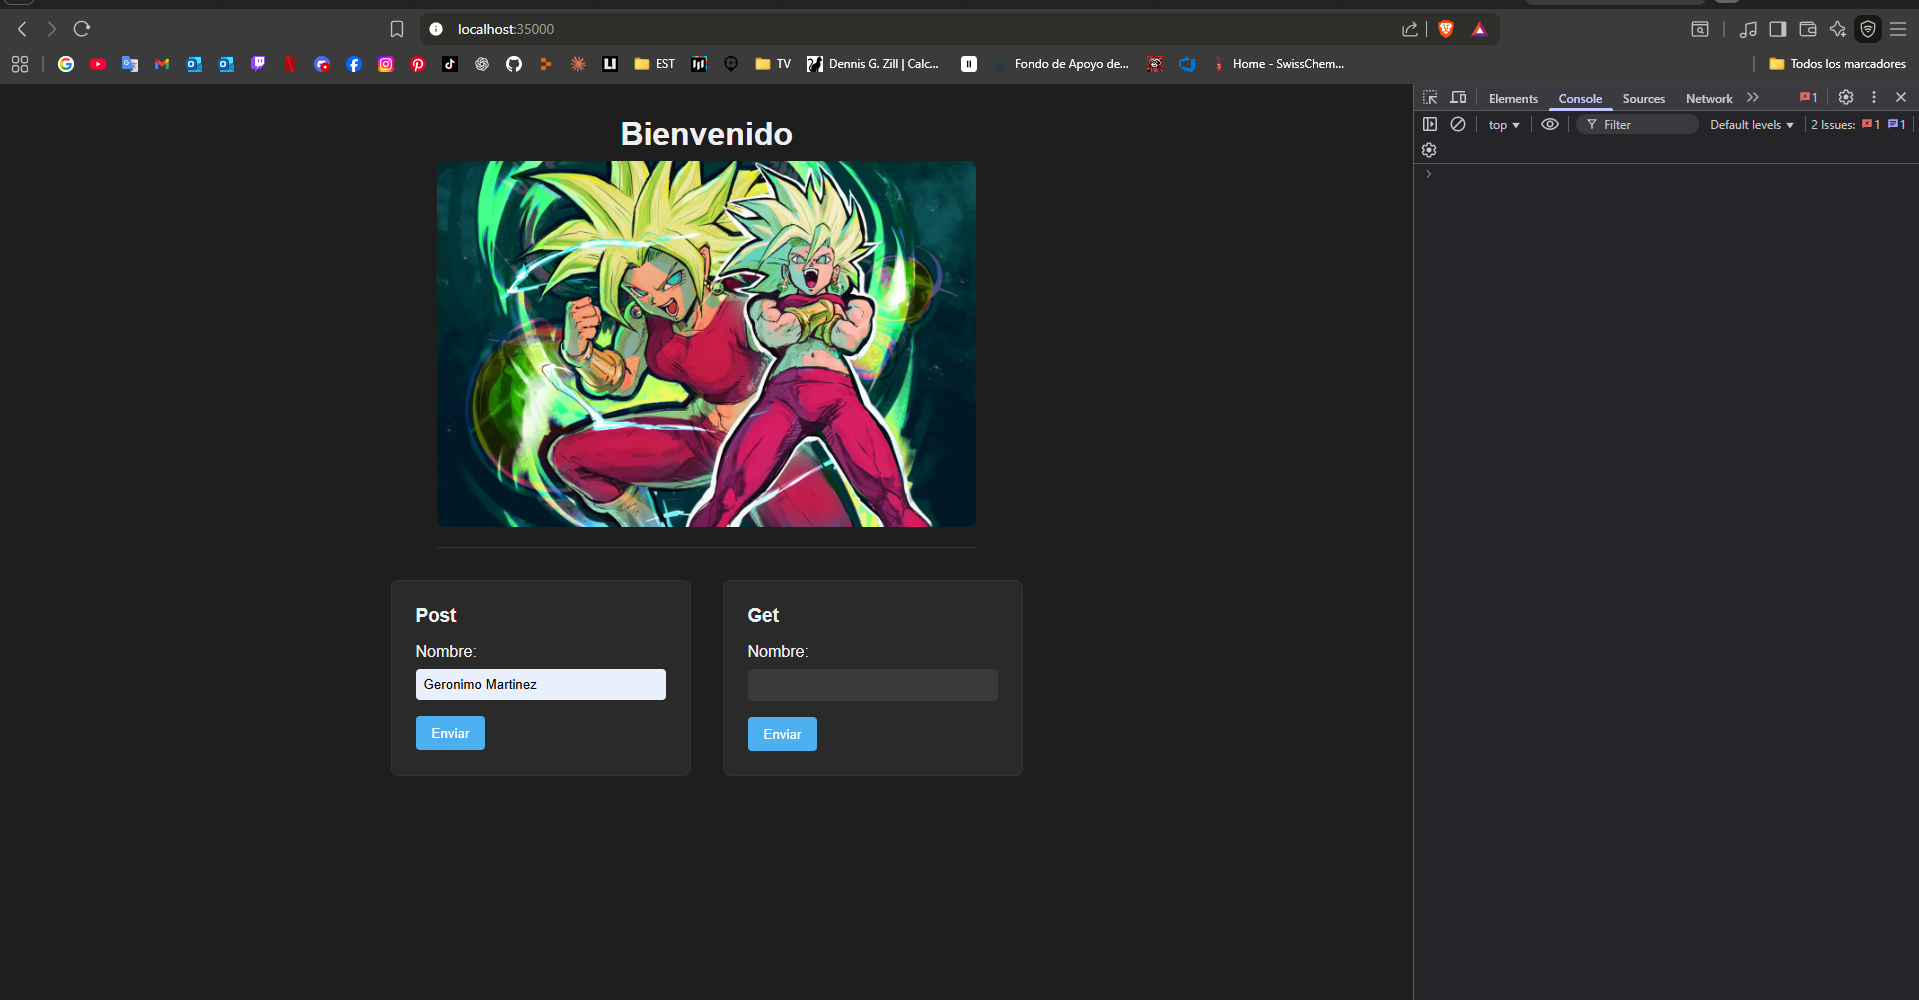 localhost:35000
EST
TV
Dennis G. Zill | Calc...
Fondo de Apoyo de...
Home - SwissChem...
Todos los marcadores
Elements
Console
Sources
Network
1
top
Filter
Default levels
2 Issues:
1
1
Bienvenido
Post
Nombre:
Geronimo Martinez
Enviar
Get
Nombre:
Enviar